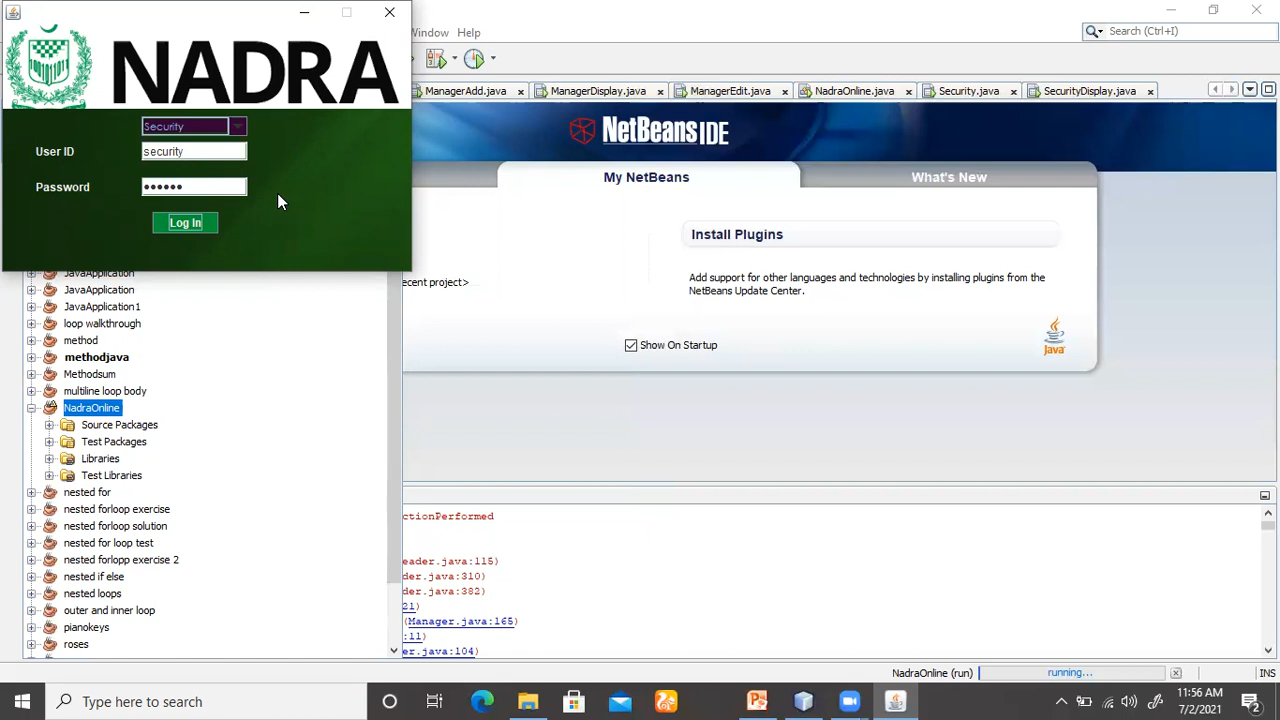 NADRA
Security
User ID
security
Password
••••••
Log In
Window Help
Search (Ctrl+I)
ManagerAdd.java
ManagerDisplay.java
ManagerEdit.java
NadraOnline.java
Security.java
SecurityDisplay.java
NetBeans IDE
My NetBeans
What's New
Install Plugins
Add support for other languages and technologies by installing plugins from the
NetBeans Update Center.
ecent project>
Show On Startup
Java
JavaApplication
JavaApplication
JavaApplication1
loop walkthrough
method
methodjava
Methodsum
multiline loop body
NadraOnline
Source Packages
Test Packages
Libraries
Test Libraries
nested for
nested forloop exercise
nested forloop solution
nested for loop test
nested forlopp exercise 2
nested if else
nested loops
outer and inner loop
pianokeys
roses
ctionPerformed
eader.java:115)
der.java:310)
der.java:382)
21)
(Manager.java:165)
:11)
er.java:104)
NadraOnline (run)
running...
INS
Type here to search
11:56 AM
7/2/2021
2